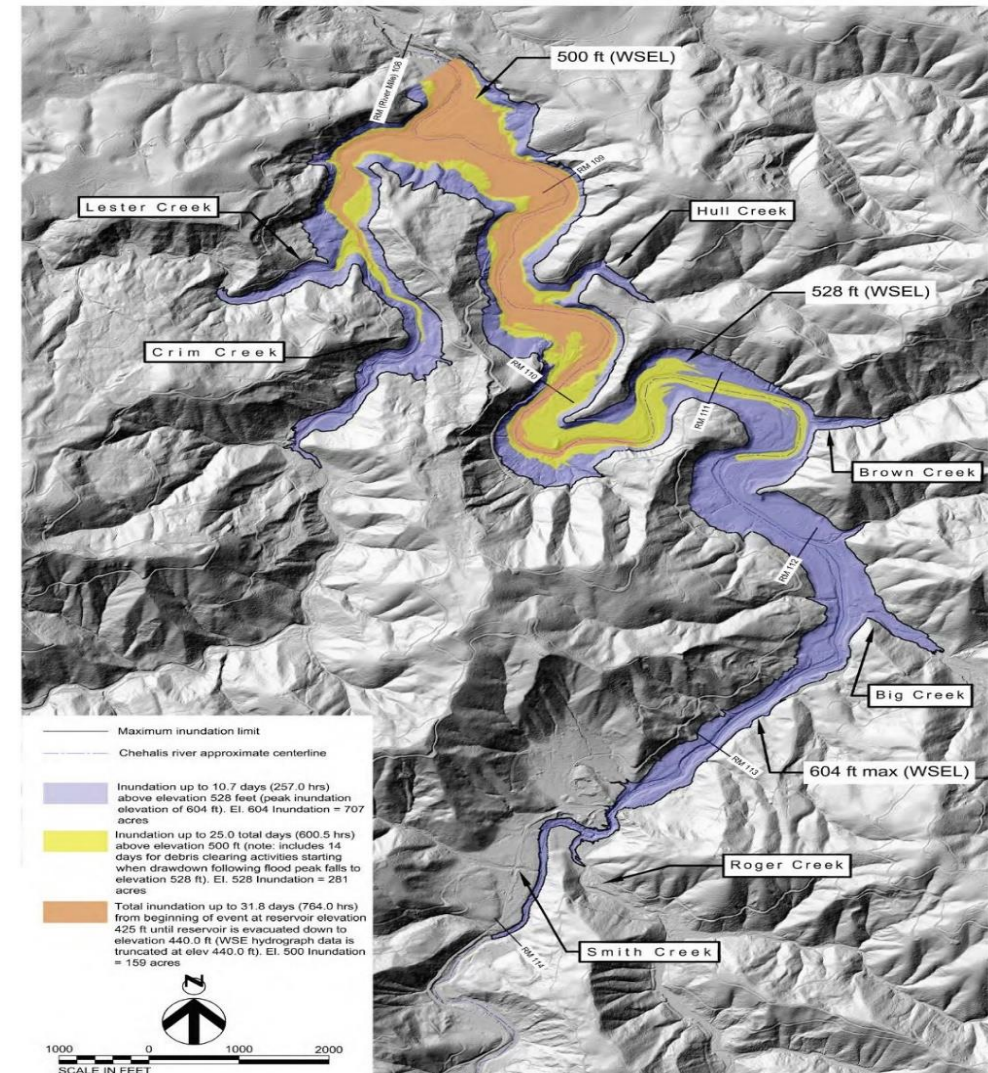 500 ft (WSEL)
RM (River Mile) 108
RM 109
Lester Creek
Hull Creek
528 ft (WSEL)
Crim Creek
RM 110
RM 111
Brown Creek
RM 112
Big Creek
RM 113
604 ft max (WSEL)
Roger Creek
Smith Creek
RM 114
Maximum inundation limit
Chehalis river approximate centerline
Inundation up to 10.7 days (257.0 hrs)
above elevation 528 feet (peak inundation
elevation of 604 ft). El. 604 Inundation = 707
acres
Inundation up to 25.0 total days (600.5 hrs)
above elevation 500 ft (note: includes 14
days for debris clearing activities starting
when drawdown following flood peak falls to
elevation 528 ft). El. 528 Inundation = 281
acres
Total inundation up to 31.8 days (764.0 hrs)
from beginning of event at reservoir elevation
425 ft until reservoir is evacuated down to
elevation 440.0 ft (WSE hydrograph data is
truncated at elev 440.0 ft). El. 500 Inundation
= 159 acres
N
1000 0 1000 2000
SCALE IN FEET